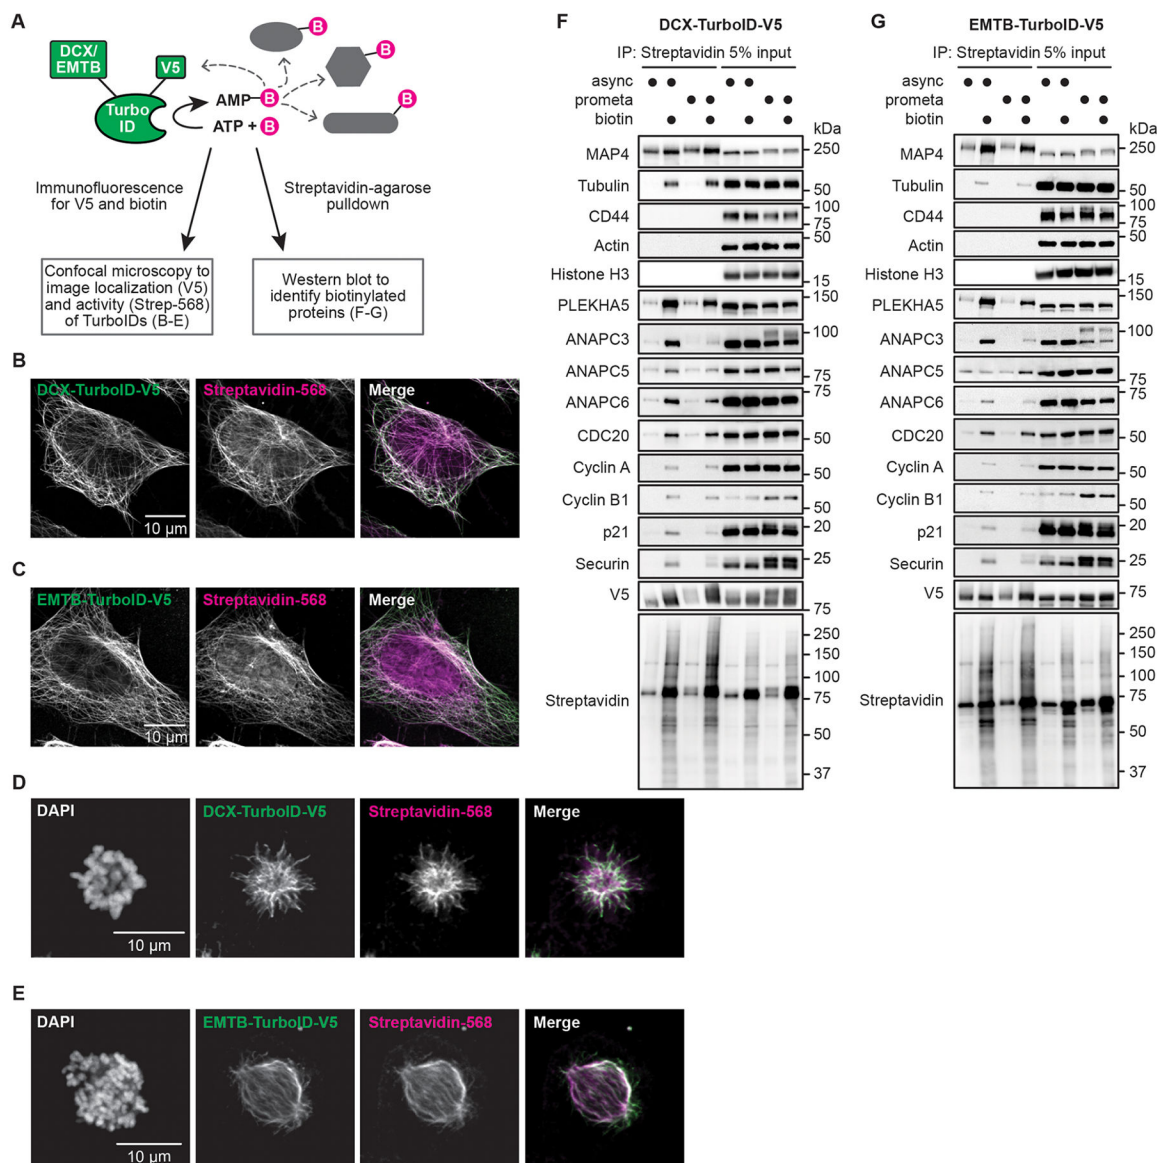 A
DCX/
EMTB
V5
Turbo
ID
AMP
B
ATP +
B
B
B
B
Immunofluorescence
for V5 and biotin
Streptavidin-agarose
pulldown
Confocal microscopy to
image localization (V5)
and activity (Strep-568)
of TurboIDs (B-E)
Western blot to
identify biotinylated
proteins (F-G)
B
DCX-TurboID-V5
Streptavidin-568
Merge
10 µm
C
EMTB-TurboID-V5
Streptavidin-568
Merge
10 µm
D
DAPI
DCX-TurboID-V5
Streptavidin-568
Merge
10 µm
E
DAPI
EMTB-TurboID-V5
Streptavidin-568
Merge
10 µm
F
DCX-TurboID-V5
IP: Streptavidin 5% input
async
prometa
biotin
kDa
MAP4
250
Tubulin
50
CD44
100
75
Actin
50
Histone H3
15
PLEKHA5
150
ANAPC3
100
ANAPC5
75
ANAPC6
75
CDC20
50
Cyclin A
50
Cyclin B1
50
p21
20
Securin
25
V5
75
Streptavidin
250
150
100
75
50
37
G
EMTB-TurboID-V5
IP: Streptavidin 5% input
async
prometa
biotin
kDa
MAP4
250
Tubulin
50
CD44
100
75
Actin
50
Histone H3
15
PLEKHA5
150
ANAPC3
100
ANAPC5
75
ANAPC6
75
CDC20
50
Cyclin A
50
Cyclin B1
50
p21
20
Securin
25
V5
75
Streptavidin
250
150
100
75
50
37